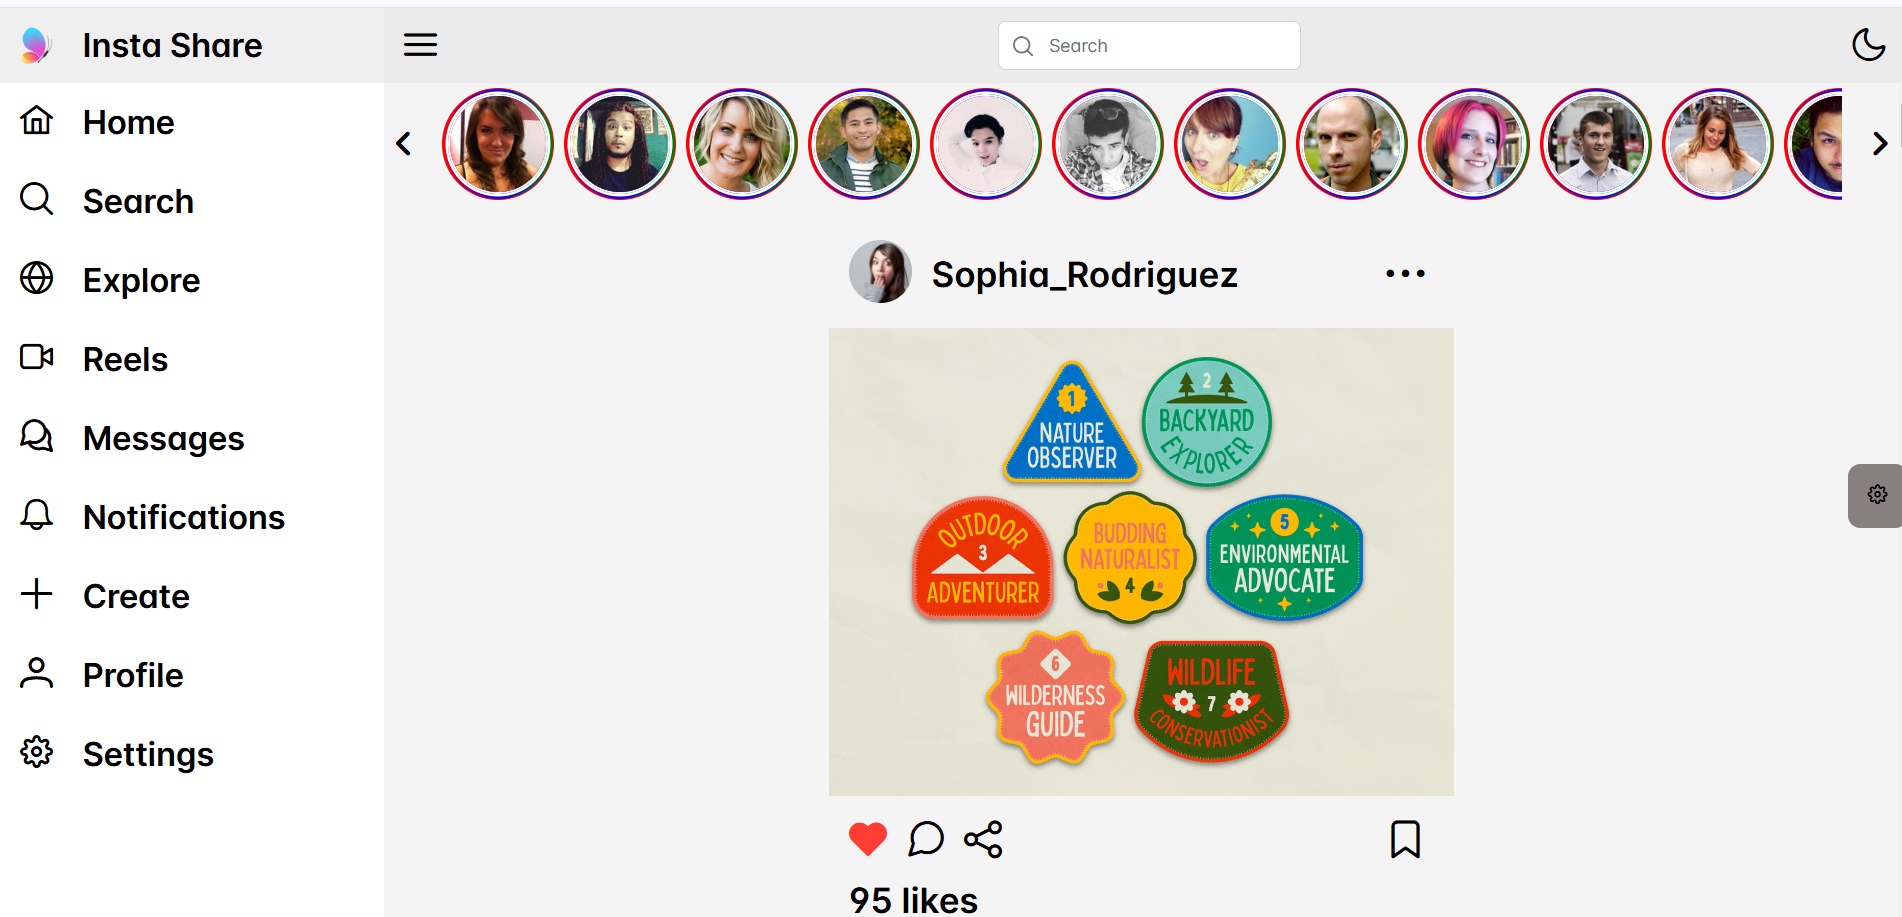 Insta Share
Search
Home
Search
Explore
Reels
Messages
Notifications
Create
Profile
Settings
Sophia_Rodriguez
1
NATURE
OBSERVER
2
BACKYARD
EXPLORER
OUTDOOR
3
ADVENTURER
BUDDING
NATURALIST
4
5
ENVIRONMENTAL
ADVOCATE
6
WILDERNESS
GUIDE
WILDLIFE
7
CONSERVATIONIST
95 likes